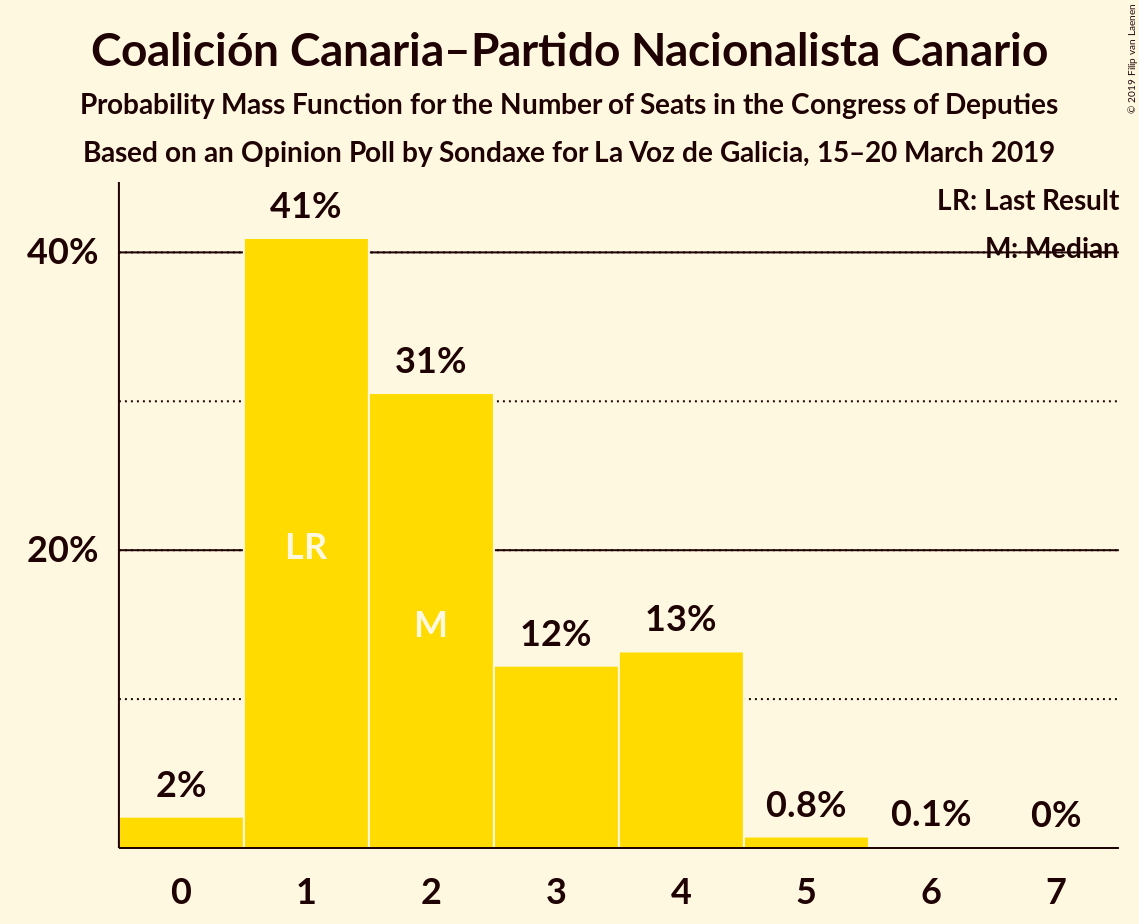 Coalición Canaria–Partido Nacionalista Canario
Probability Mass Function for the Number of Seats in the Congress of Deputies
Based on an Opinion Poll by Sondaxe for La Voz de Galicia, 15–20 March 2019
© 2019 Filip van Laenen
LR: Last Result
M: Median
41%
40%
31%
LR
20%
M
13%
12%
2%
0.8%
0.1%
0%
0 1 2 3 4 5 6 7